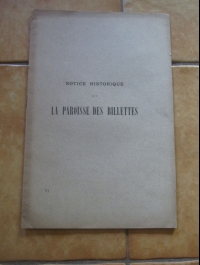 NOTICE HISTORIQUE
LA PAROISSE DES BILLETTES